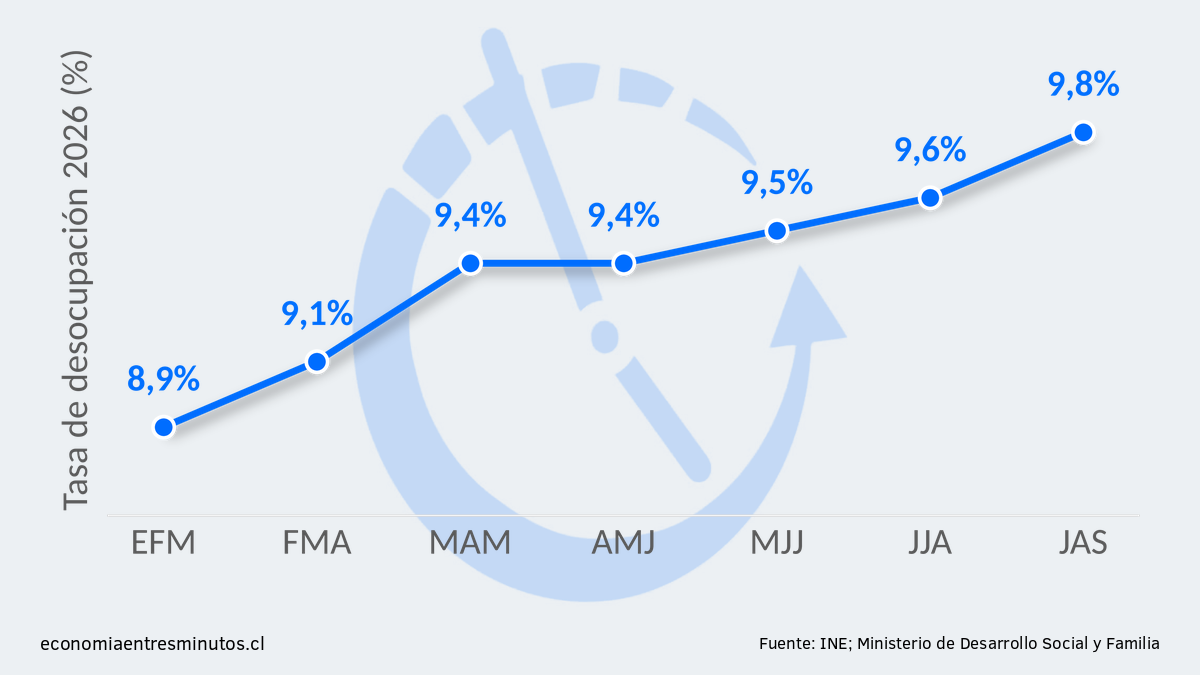 Tasa de desocupación 2026 (%)
9,8%
9,6%
9,5%
9,4%
9,4%
9,1%
8,9%
EFM
FMA
MAM
AMJ
MJJ
JJA
JAS
economiaentresminutos.cl
Fuente: INE; Ministerio de Desarrollo Social y Familia